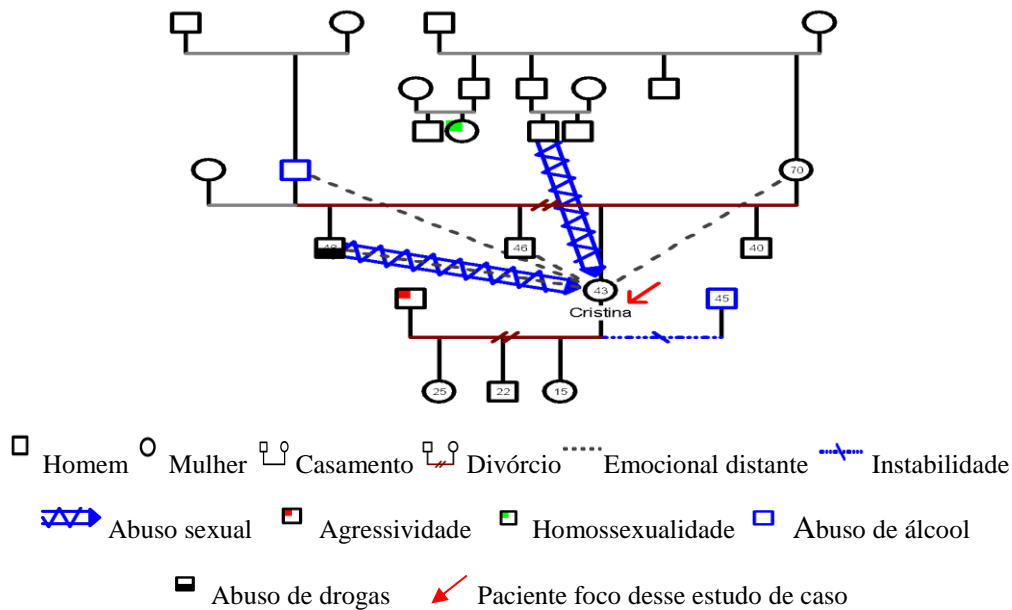 70
48
46
40
43
Cristina
45
25
22
15
Homem Mulher Casamento Divórcio Emocional distante Instabilidade
Abuso sexual Agressividade Homossexualidade Abuso de álcool
Abuso de drogas Paciente foco desse estudo de caso